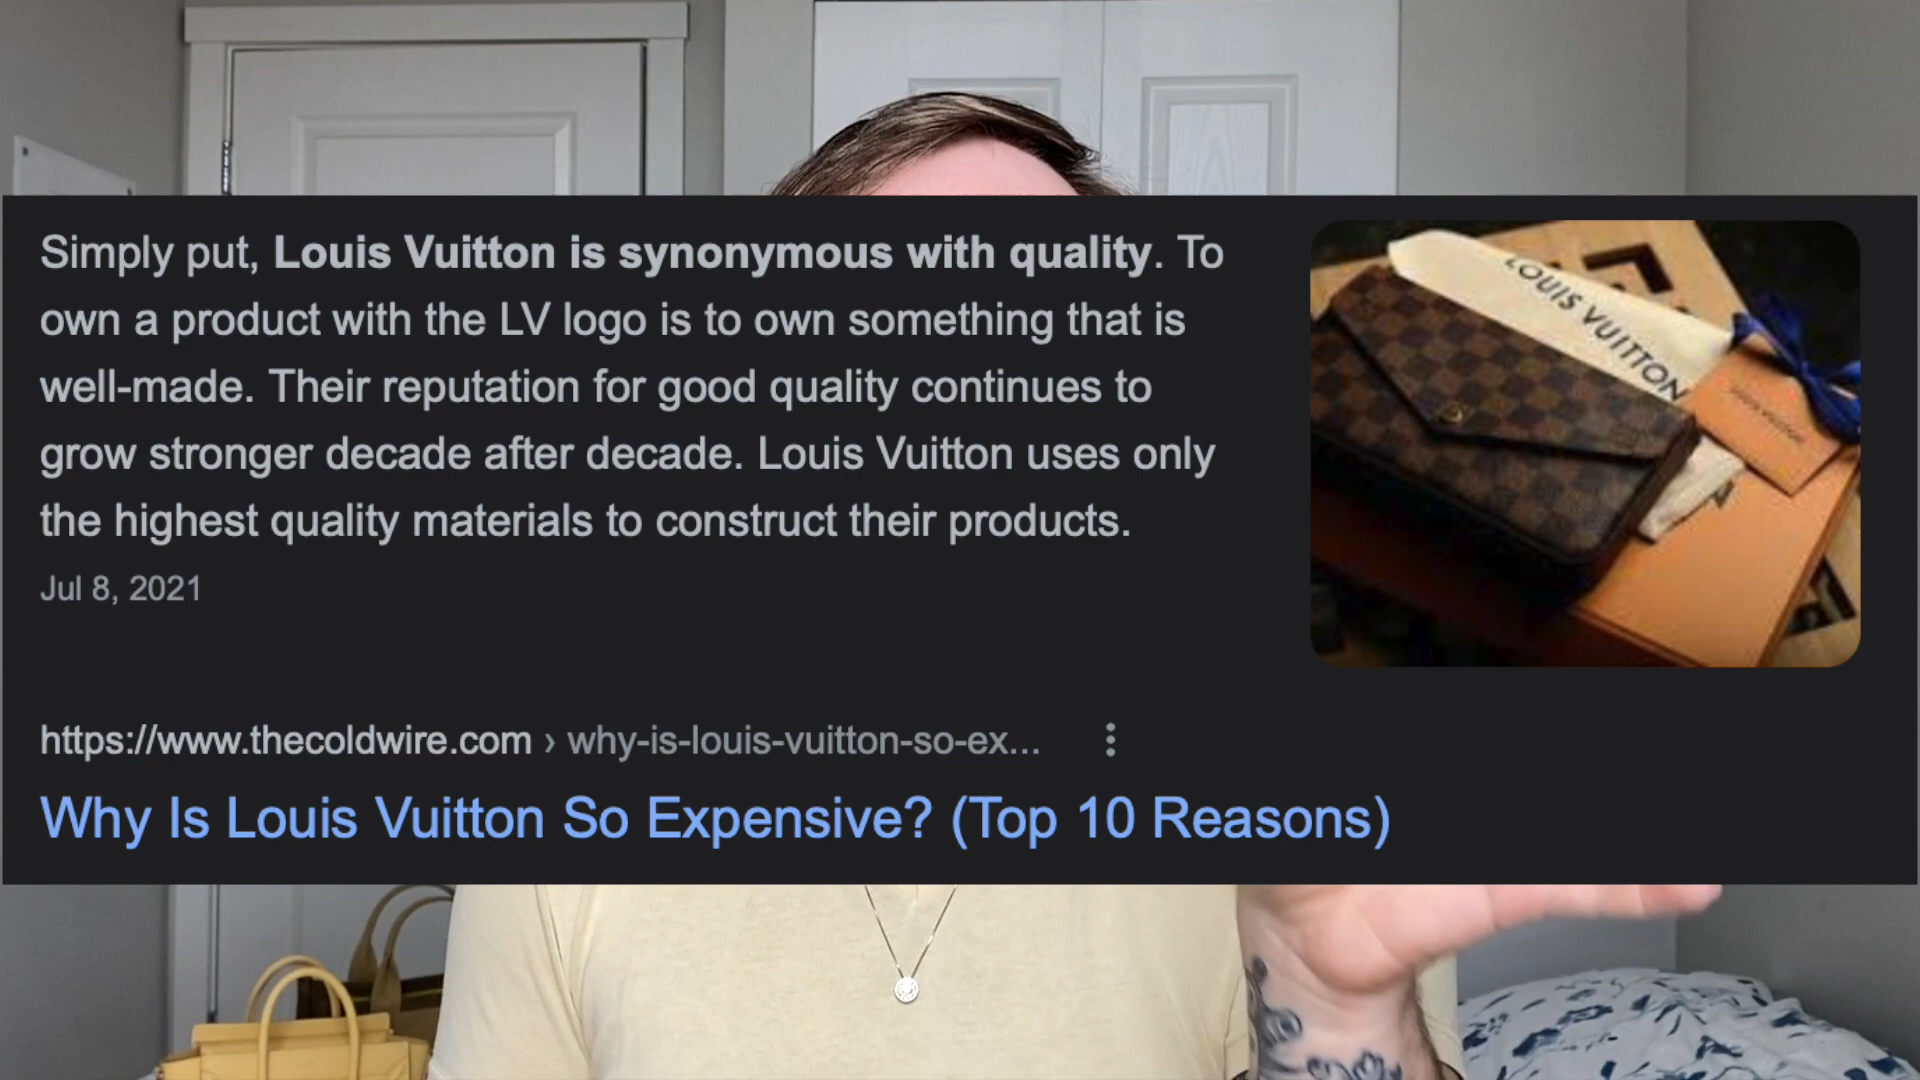 Simply put, Louis Vuitton is synonymous with quality. To
own a product with the LV logo is to own something that is
well-made. Their reputation for good quality continues to
grow stronger decade after decade. Louis Vuitton uses only
the highest quality materials to construct their products.
Jul 8, 2021
LOUIS VUITTON
LOUIS VUITTON
https://www.thecoldwire.com › why-is-louis-vuitton-so-ex...
Why Is Louis Vuitton So Expensive? (Top 10 Reasons)